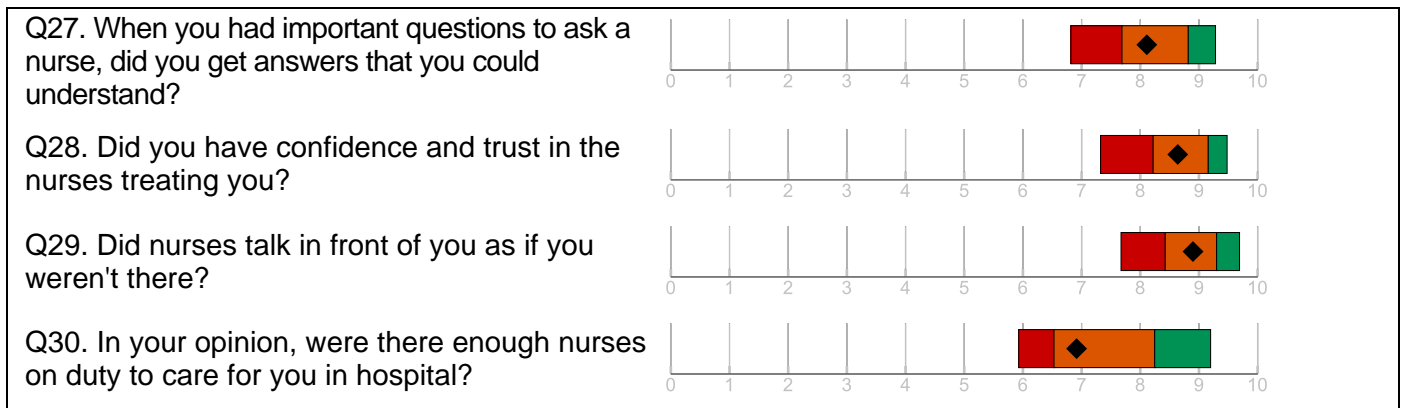 Q27. When you had important questions to ask a
nurse, did you get answers that you could
understand?
0 1 2 3 4 5 6 7 8 9 10
Q28. Did you have confidence and trust in the
nurses treating you?
0 1 2 3 4 5 6 7 8 9 10
Q29. Did nurses talk in front of you as if you
weren't there?
0 1 2 3 4 5 6 7 8 9 10
Q30. In your opinion, were there enough nurses
on duty to care for you in hospital?
0 1 2 3 4 5 6 7 8 9 10